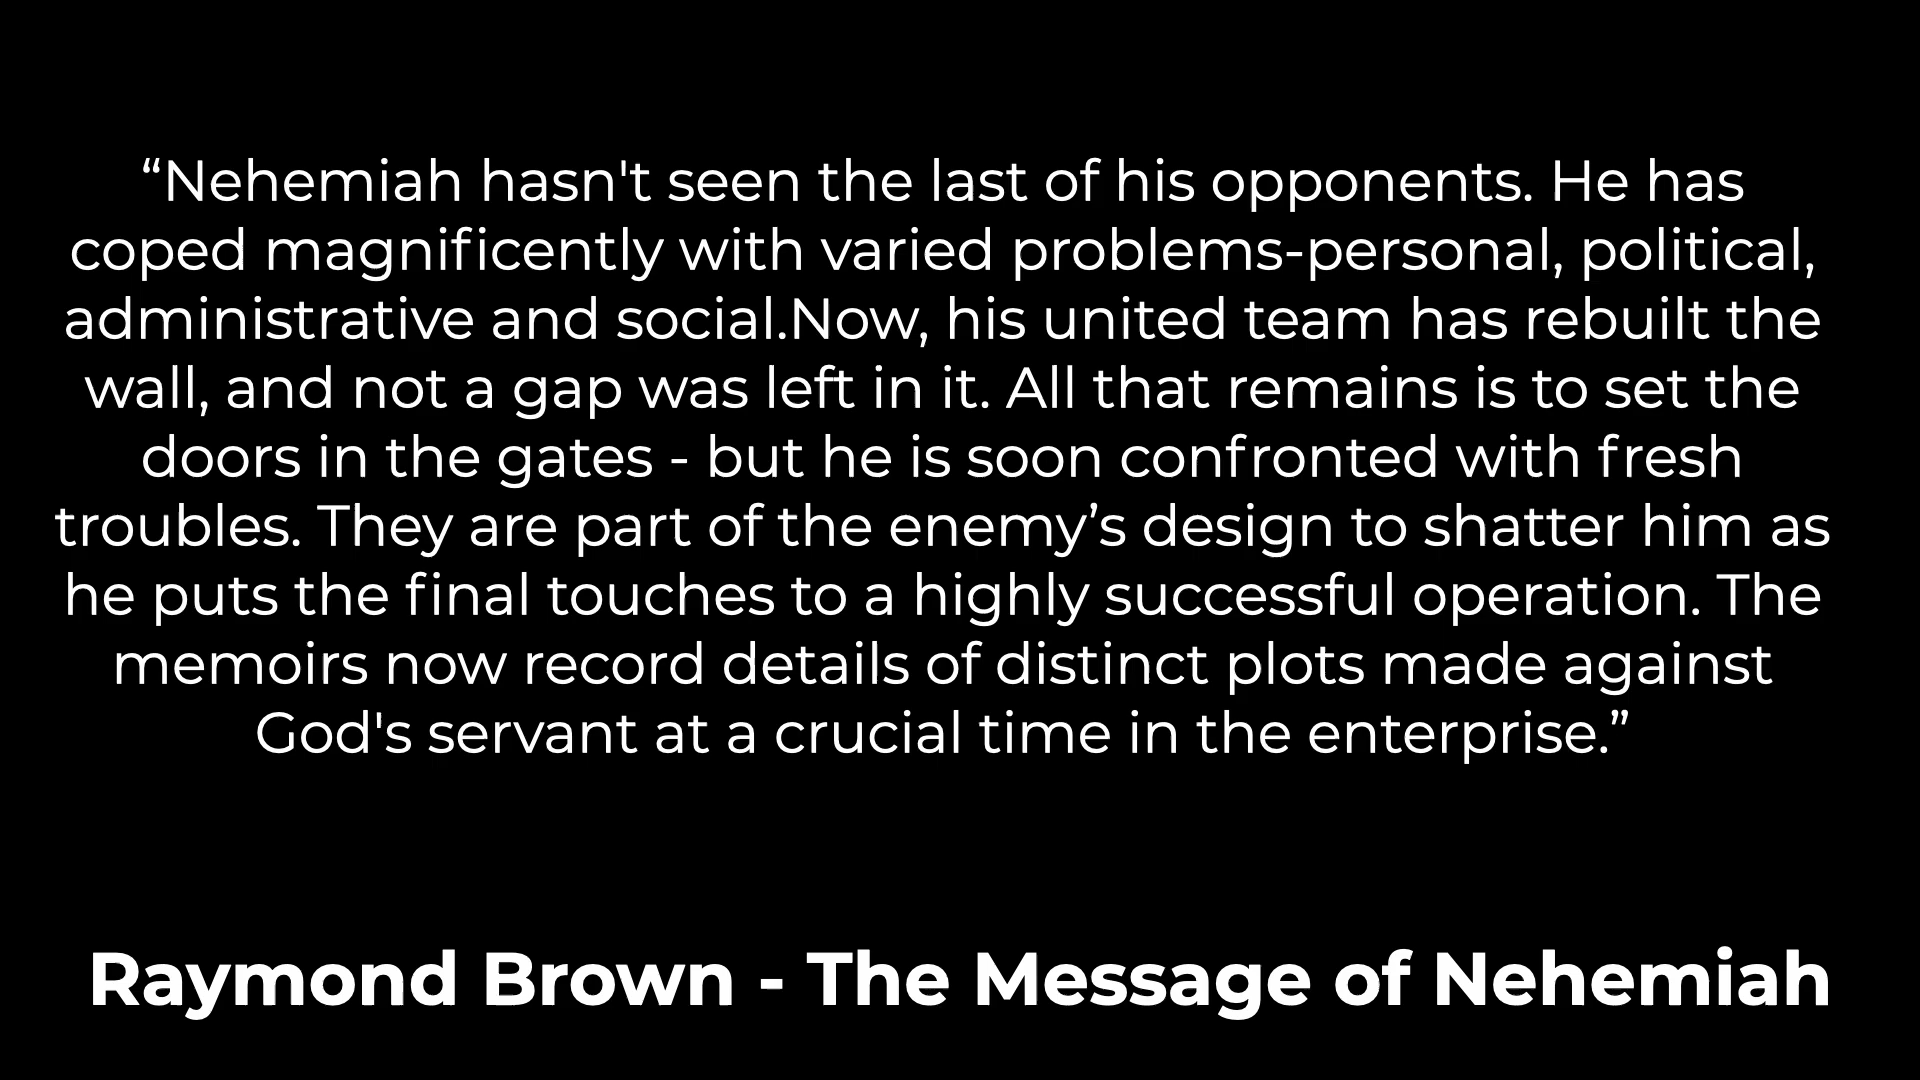 “Nehemiah hasn't seen the last of his opponents. He has
coped magnificently with varied problems-personal, political,
administrative and social.Now, his united team has rebuilt the
wall, and not a gap was left in it. All that remains is to set the
doors in the gates - but he is soon confronted with fresh
troubles. They are part of the enemy’s design to shatter him as
he puts the final touches to a highly successful operation. The
memoirs now record details of distinct plots made against
God's servant at a crucial time in the enterprise.”
Raymond Brown - The Message of Nehemiah